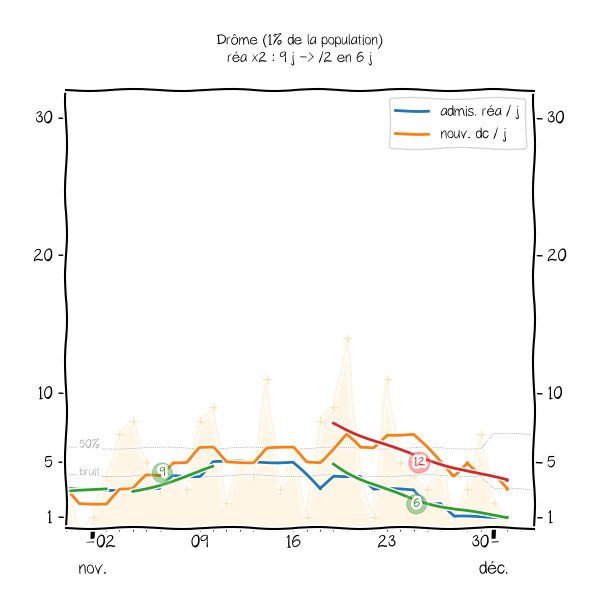 Drôme (1% de la population)
réa x2 : 9 j -> /2 en 6 j
admis. réa / j
nouv. dc / j
30
30
20
20
10
10
50%
12
5
5
bruit
9
6
1
1
02
09
16
23
30
nov.
déc.